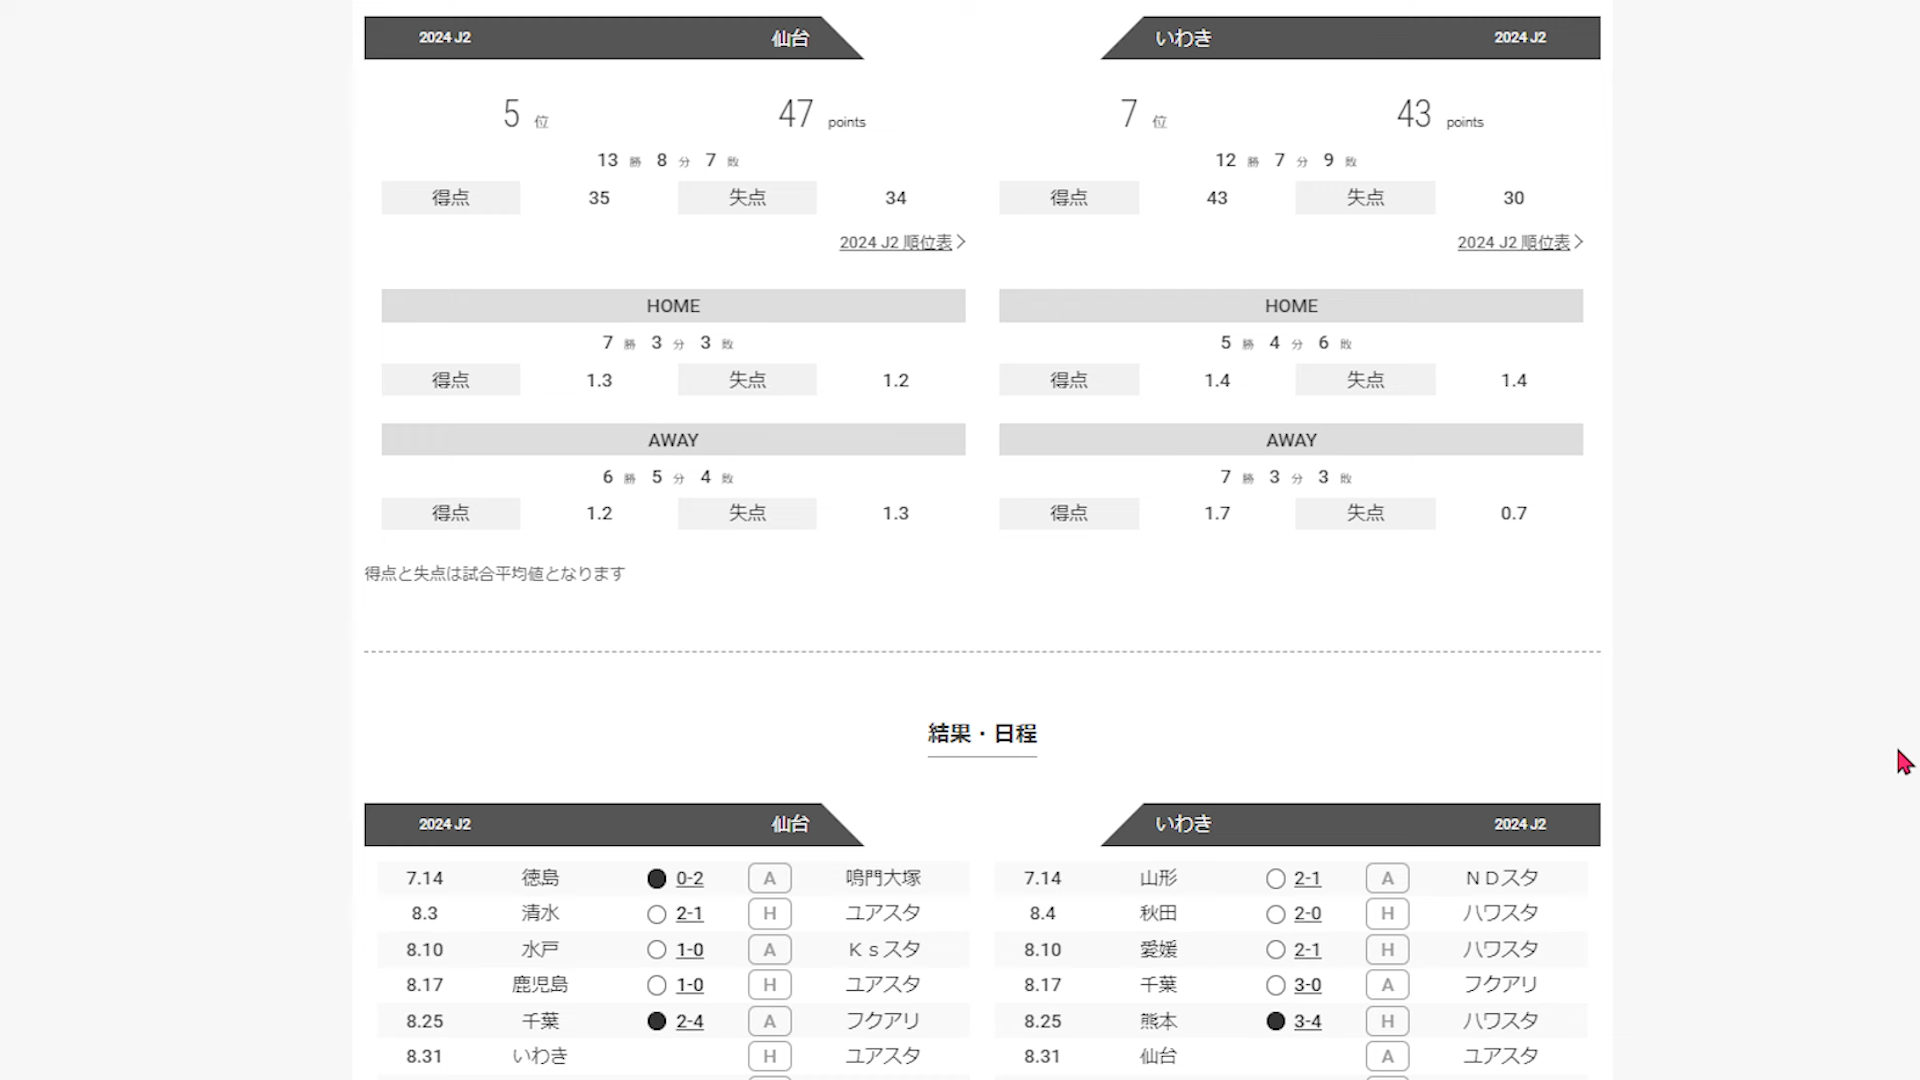 2024 J2 仙台
いわき 2024 J2
5 位 47 points
7 位 43 points
13 勝 8 分 7 敗
12 勝 7 分 9 敗
得点 35 失点 34
得点 43 失点 30
2024 J2 順位表
2024 J2 順位表
HOME
HOME
7 勝 3 分 3 敗
5 勝 4 分 6 敗
得点 1.3 失点 1.2
得点 1.4 失点 1.4
AWAY
AWAY
6 勝 5 分 4 敗
7 勝 3 分 3 敗
得点 1.2 失点 1.3
得点 1.7 失点 0.7
得点と失点は試合平均値となります
結果・日程
2024 J2 仙台
いわき 2024 J2
7.14 徳島 ●0-2 A 鳴門大塚
7.14 山形 ○2-1 A NDスタ
8.3 清水 ○2-1 H ユアスタ
8.4 秋田 ○2-0 H ハワスタ
8.10 水戸 ○1-0 A Ksスタ
8.10 愛媛 ○2-1 H ハワスタ
8.17 鹿児島 ○1-0 H ユアスタ
8.17 千葉 ○3-0 A フクアリ
8.25 千葉 ●2-4 A フクアリ
8.25 熊本 ●3-4 H ハワスタ
8.31 いわき H ユアスタ
8.31 仙台 A ユアスタ